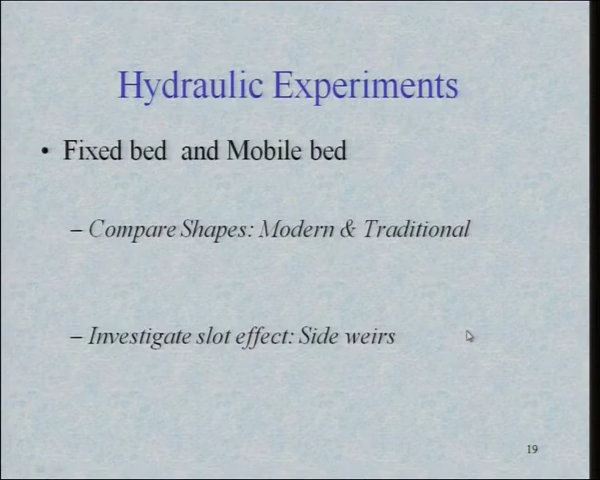 Hydraulic Experiments
• Fixed bed and Mobile bed
– Compare Shapes: Modern & Traditional
– Investigate slot effect: Side weirs
19